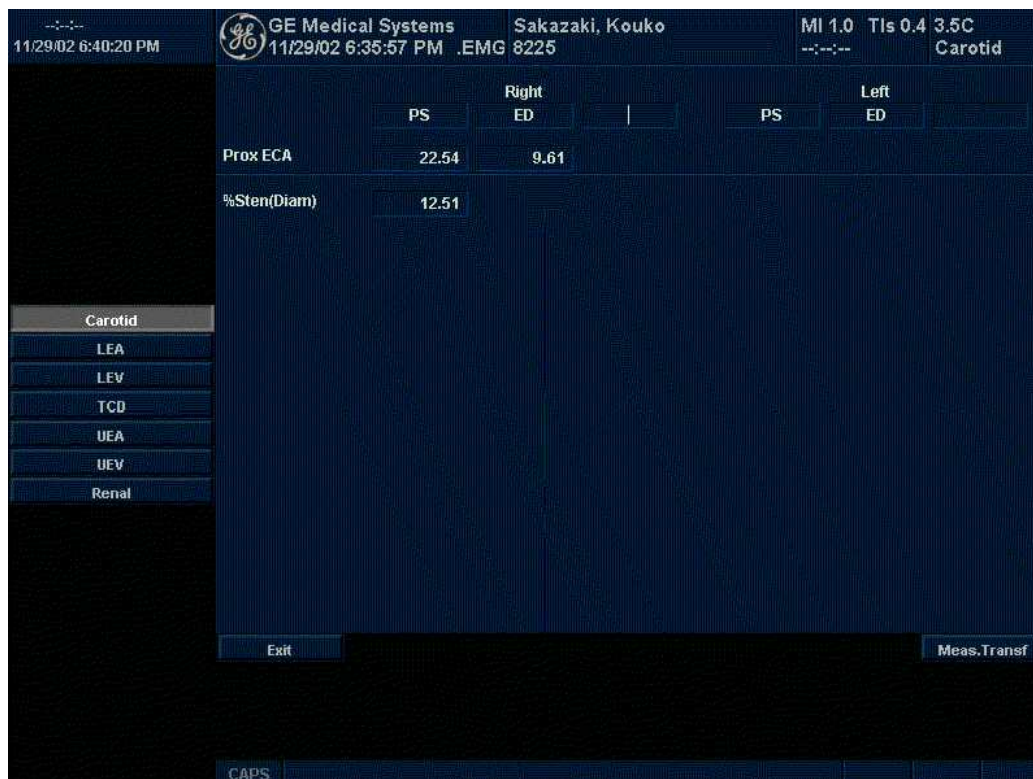 --:--:--
11/29/02 6:40:20 PM
GE Medical Systems Sakazaki, Kouko MI 1.0 TIs 0.4 3.5C
11/29/02 6:35:57 PM .EMG 8225 --:--:-- Carotid
Right Left
PS ED PS ED
Prox ECA 22.54 9.61
%Sten(Diam) 12.51
Carotid
LEA
LEV
TCD
UEA
UEV
Renal
Exit Meas.Transf
CAPS